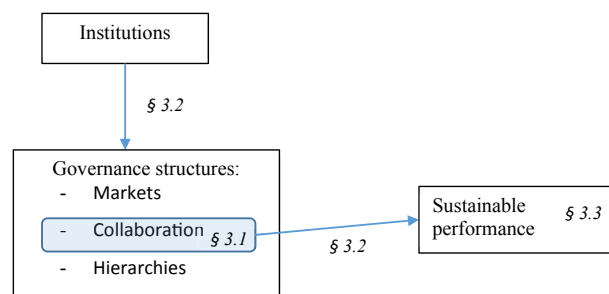 Institutions
§ 3.2
Governance structures:
- Markets
- Collaboration § 3.1
- Hierarchies
§ 3.2
Sustainable § 3.3
performance